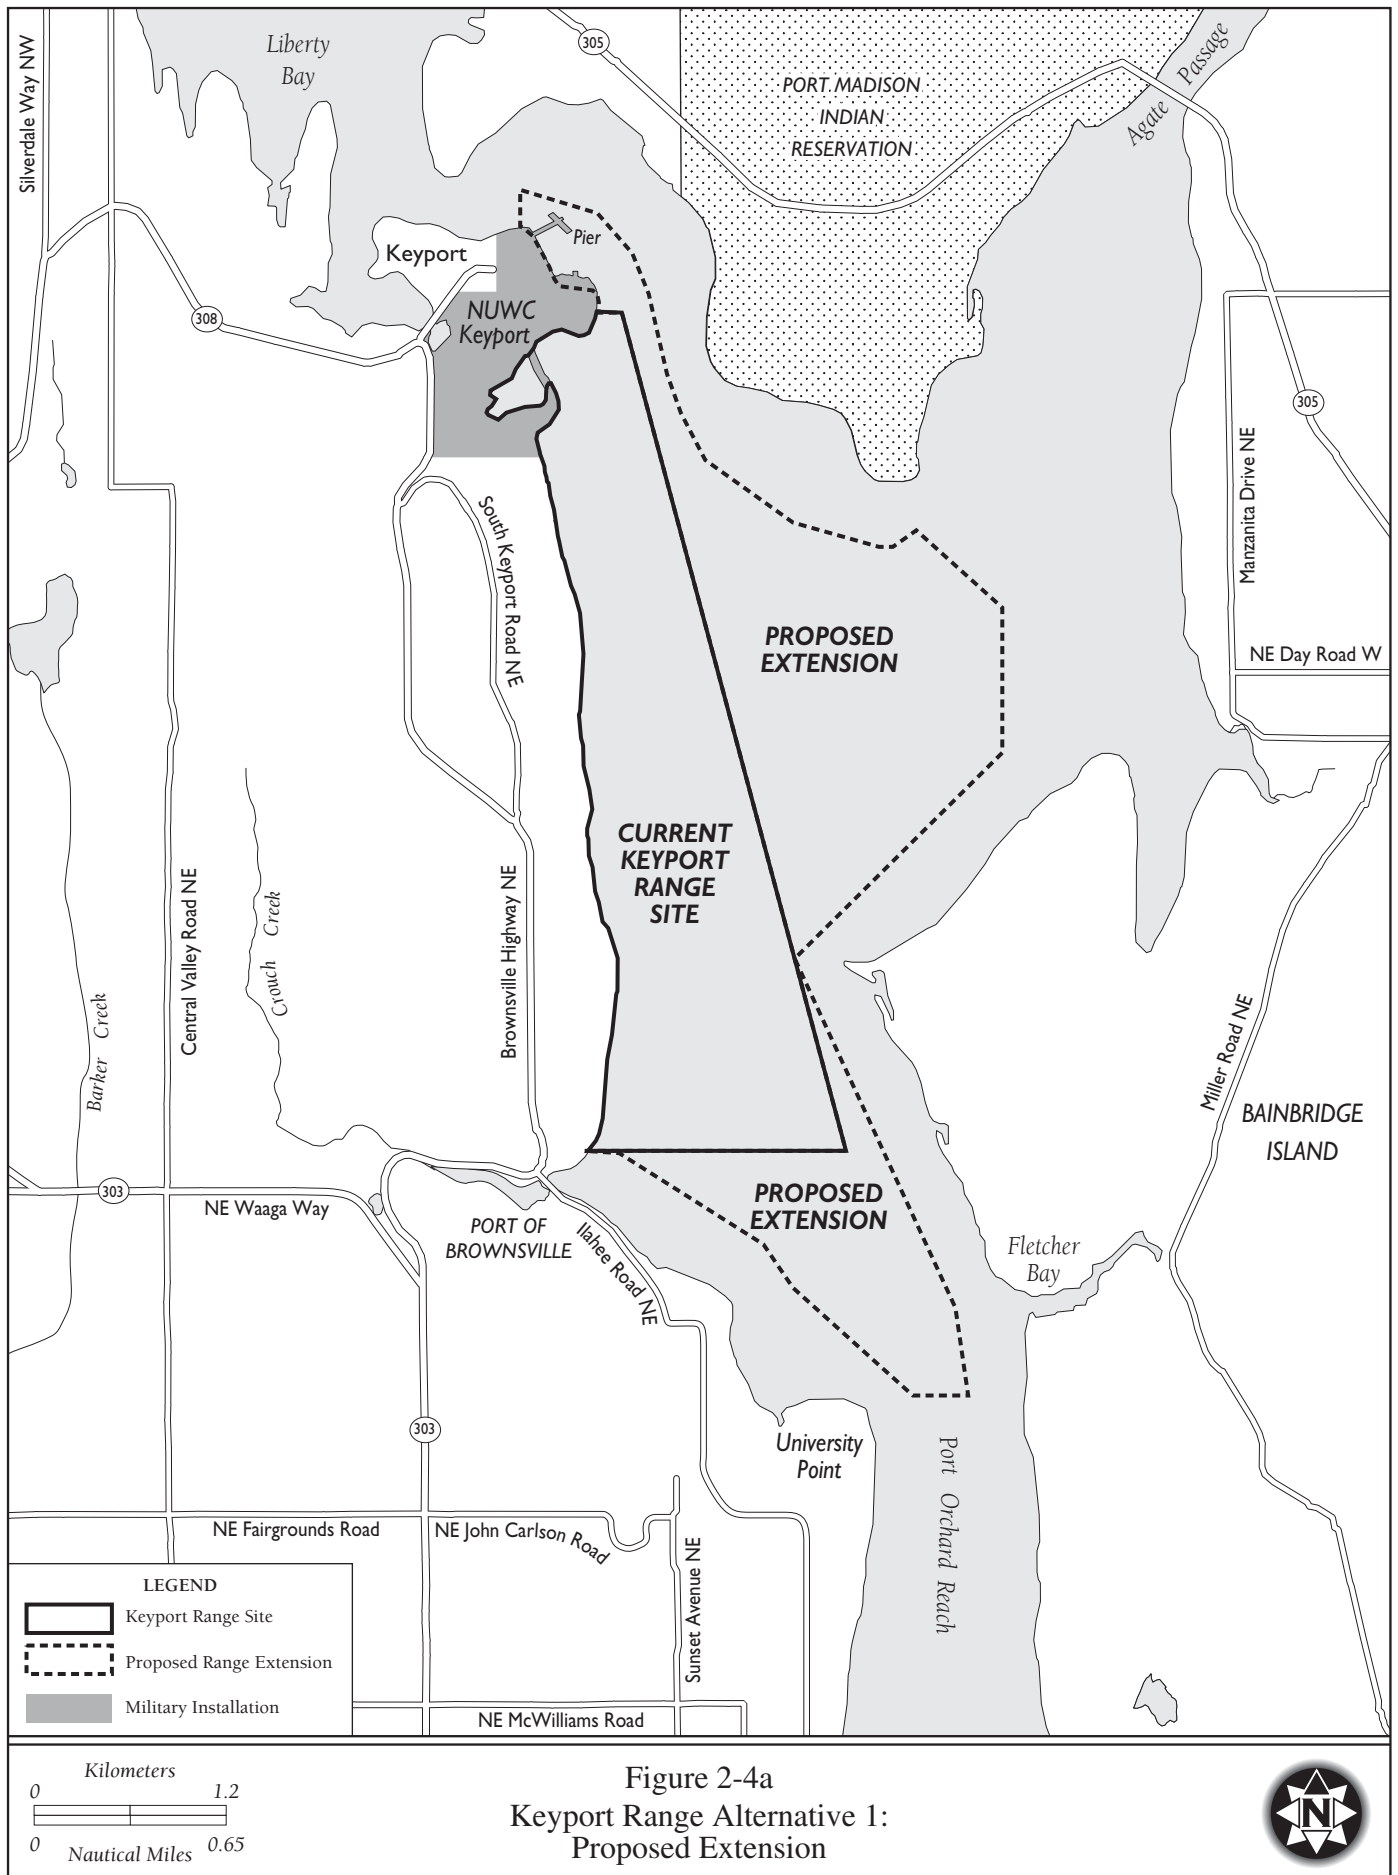 Liberty
Bay
305
PORT MADISON
INDIAN
RESERVATION
Agate Passage
Silverdale Way NW
Keyport
Pier
NUWC
Keyport
308
305
Manzanita Drive NE
South Keyport Road NE
PROPOSED
EXTENSION
NE Day Road W
CURRENT
KEYPORT
RANGE
SITE
Central Valley Road NE
Crouch Creek
Brownsville Highway NE
Barker Creek
Miller Road NE
BAINBRIDGE
ISLAND
303
NE Waaga Way
PORT OF
BROWNSVILLE
Ilahee Road NE
PROPOSED
EXTENSION
Fletcher
Bay
303
University
Point
Port Orchard Reach
NE Fairgrounds Road
NE John Carlson Road
Sunset Avenue NE
NE McWilliams Road
LEGEND
Keyport Range Site
Proposed Range Extension
Military Installation
Kilometers
0 1.2
0 0.65
Nautical Miles
Figure 2-4a
Keyport Range Alternative 1:
Proposed Extension
N